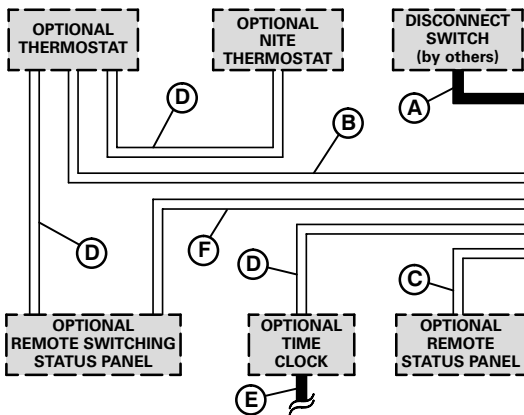 OPTIONAL
THERMOSTAT
OPTIONAL
NITE
THERMOSTAT
DISCONNECT
SWITCH
(by others)
D
A
B
D
F
D
C
OPTIONAL
REMOTE SWITCHING
STATUS PANEL
OPTIONAL
TIME
CLOCK
OPTIONAL
REMOTE
STATUS PANEL
E